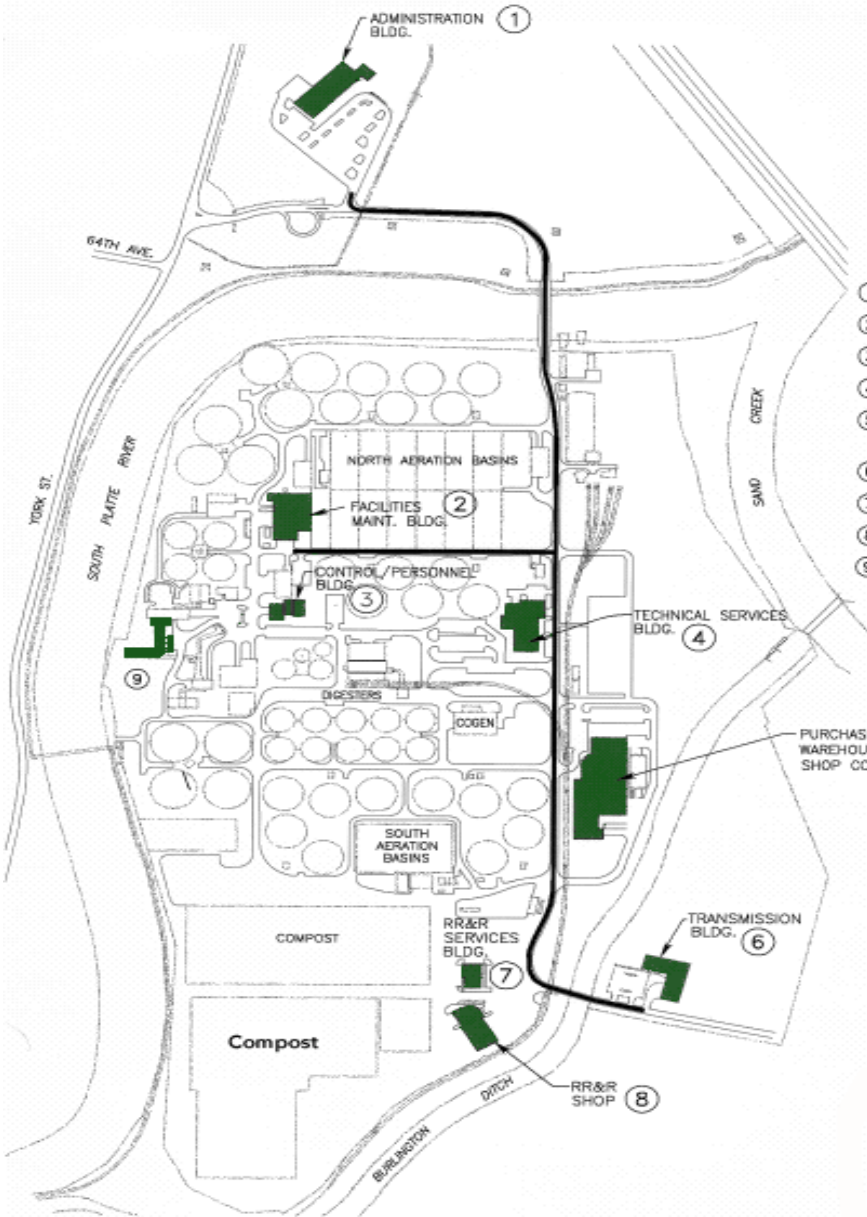 ADMINISTRATION
BLDG.
1
64TH AVE.
YORK ST.
SOUTH PLATTE RIVER
SAND CREEK
NORTH AERATION BASINS
2
FACILITIES
MAINT. BLDG.
CONTROL/PERSONNEL
BLDG.
3
TECHNICAL SERVICES
BLDG.
4
9
DIGESTERS
COGEN
PURCHAS
WAREHOU
SHOP CO
SOUTH
AERATION
BASINS
COMPOST
RR&R
SERVICES
BLDG.
7
TRANSMISSION
BLDG.
6
Compost
RR&R
SHOP
8
BURLINGTON DITCH